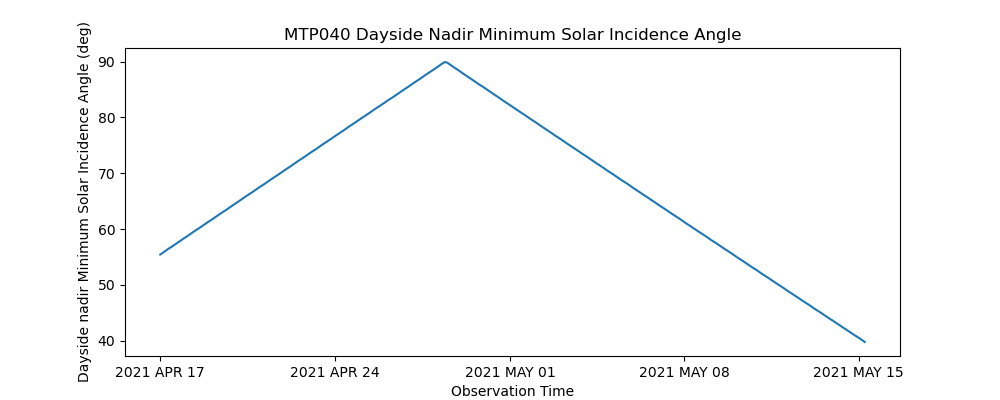 MTP040 Dayside Nadir Minimum Solar Incidence Angle
Dayside nadir Minimum Solar Incidence Angle (deg)
90
80
70
60
50
40
2021 APR 17
2021 APR 24
2021 MAY 01
2021 MAY 08
2021 MAY 15
Observation Time